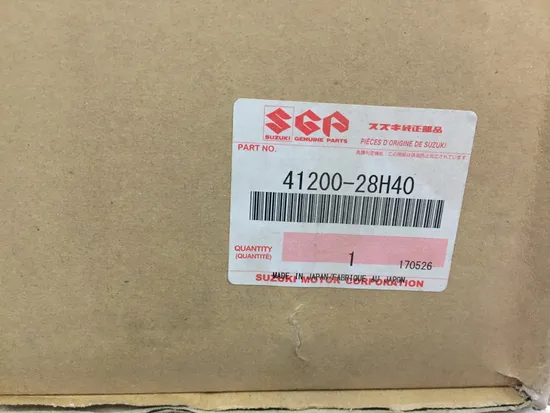 SGP
スズキ純正部品
SUZUKI GENUINE PARTS
PIÈCES D'ORIGINE DE SUZUKI
PART NO.
41200-28H40
QUANTITY
(QUANTITÉ)
1
170526
MADE IN JAPAN/FABRIQUE AU JAPON
SUZUKI MOTOR CORPORATION